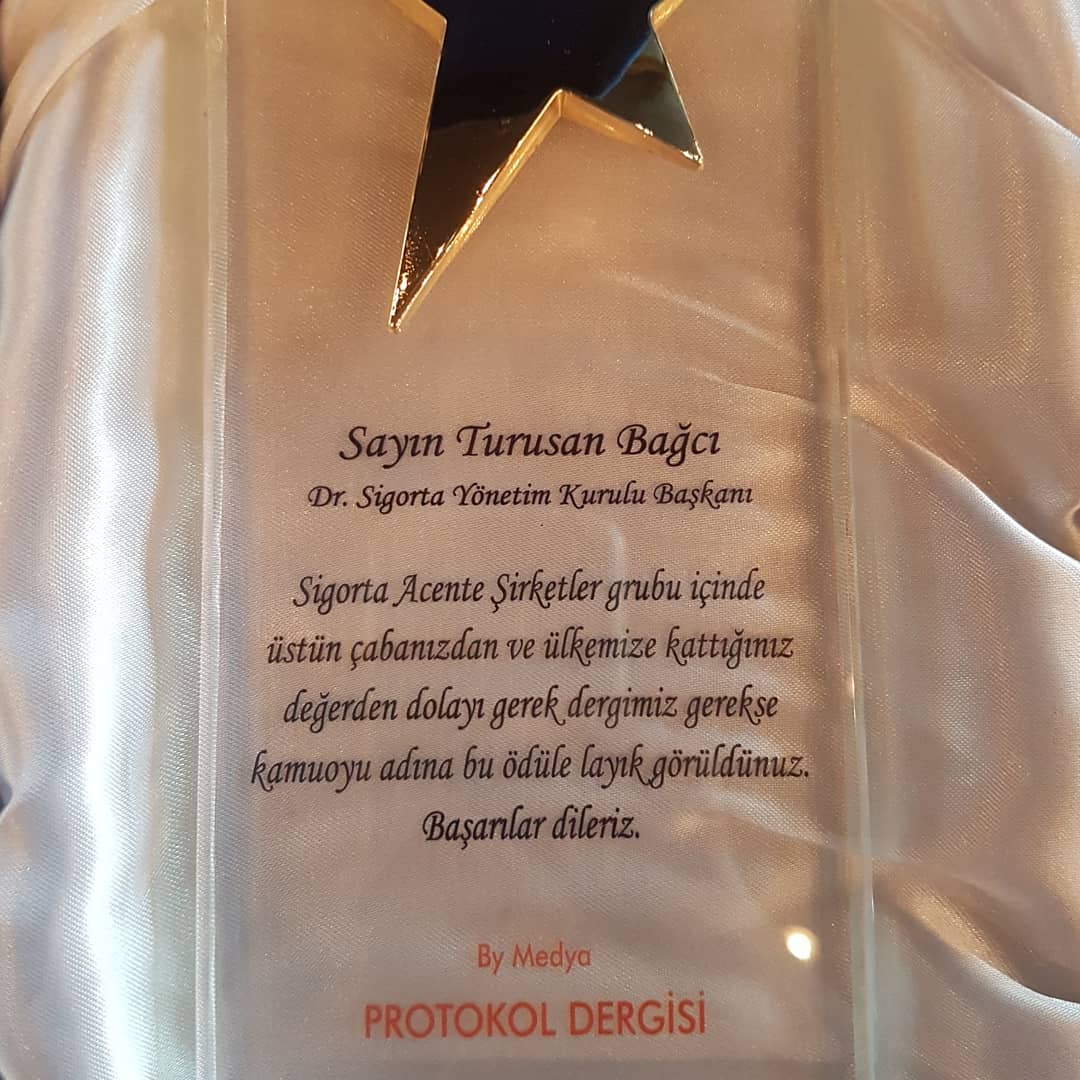 Sayın Turusan Bağcı
Dr. Sigorta Yönetim Kurulu Başkanı
Sigorta Acente Şirketler grubu içinde
üstün çabanızdan ve ülkemize kattığınız
değerden dolayı gerek dergimiz gerekse
kamuoyu adına bu ödüle layık görüldünüz.
Başarılar dileriz.
By Medya
PROTOKOL DERGİSİ